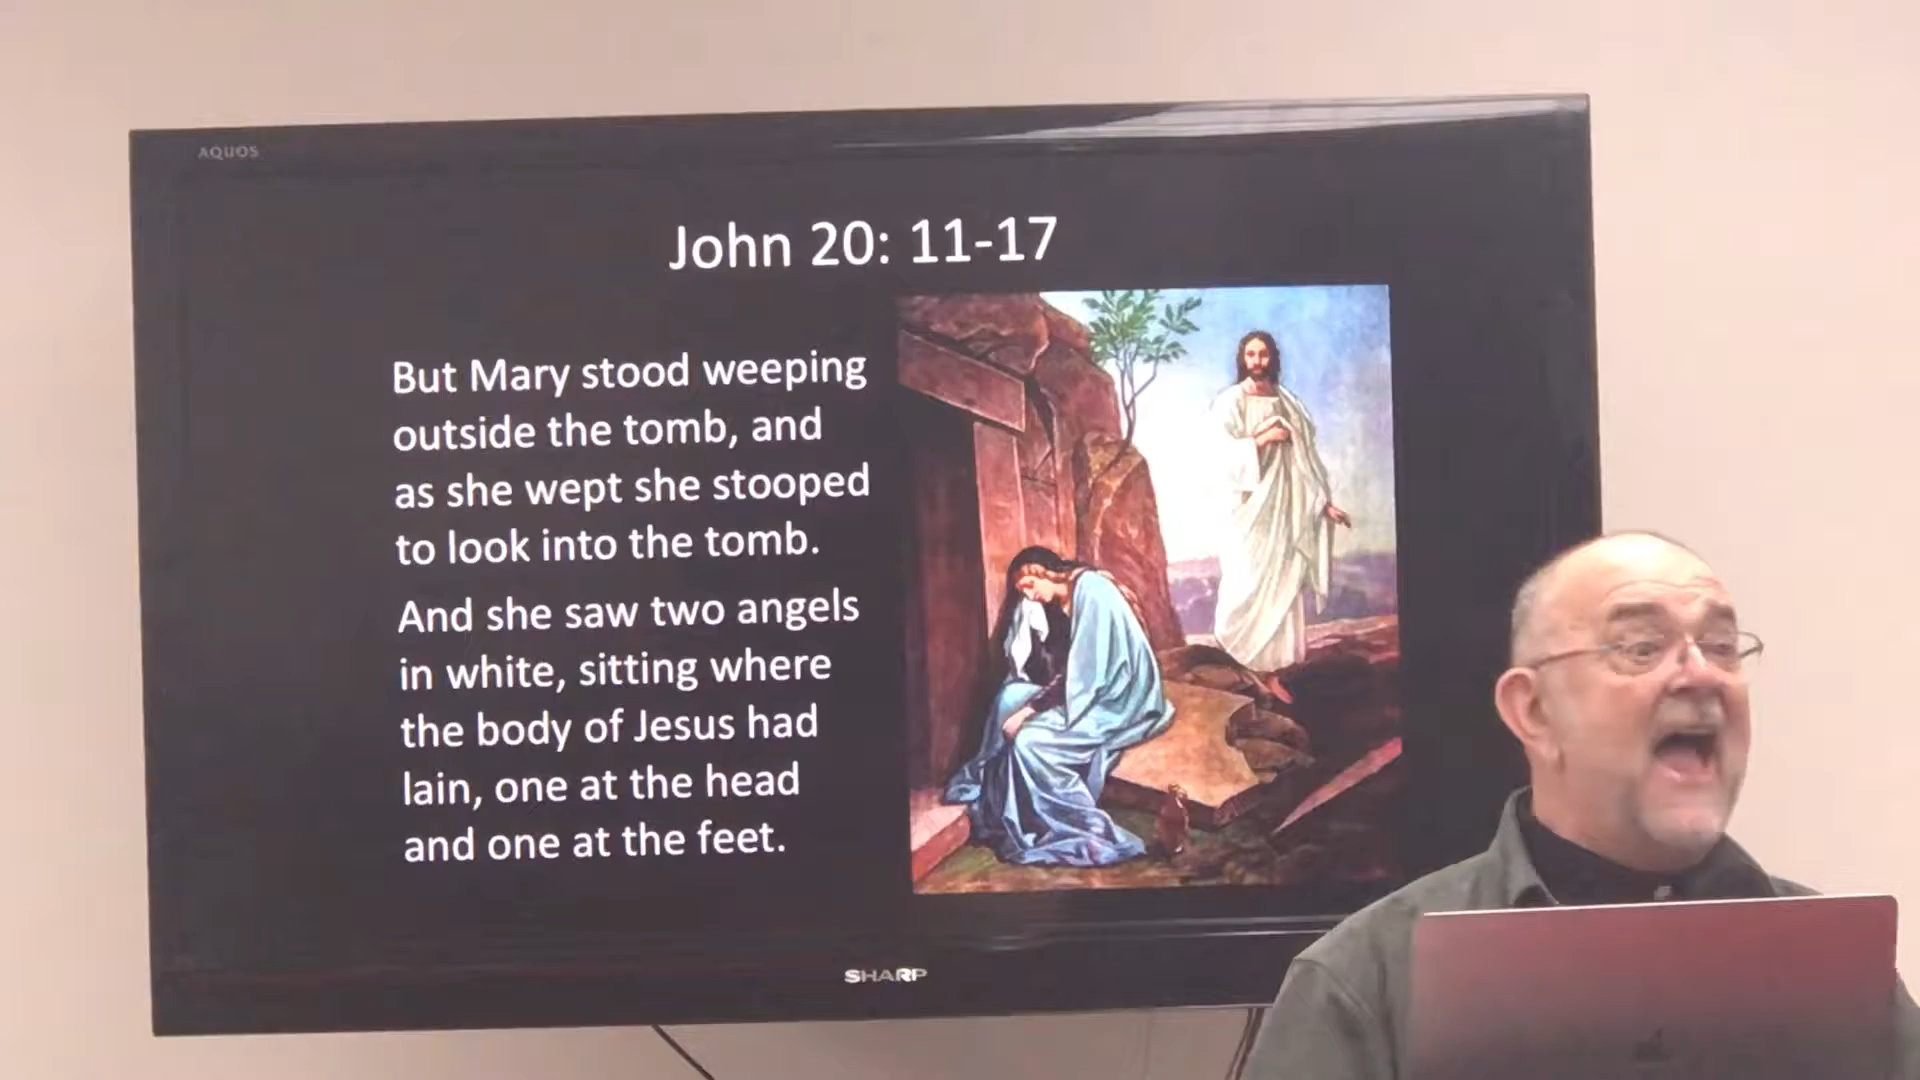 AQUOS
John 20: 11-17
But Mary stood weeping
outside the tomb, and
as she wept she stooped
to look into the tomb.
And she saw two angels
in white, sitting where
the body of Jesus had
lain, one at the head
and one at the feet.
SHARP